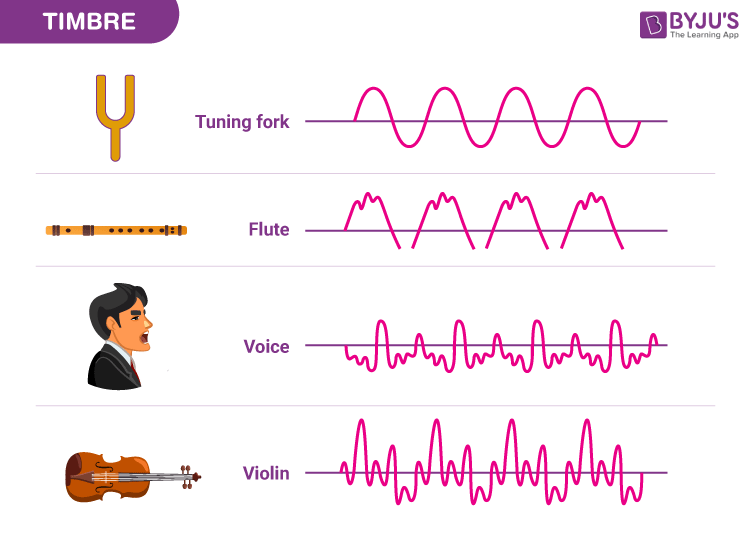 TIMBRE
BYJU'S
The Learning App
Tuning fork
Flute
Voice
Violin